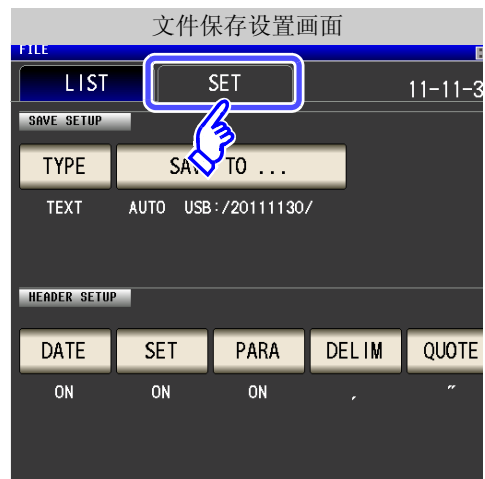 文件保存设置画面
FILE
LIST SET 11-11-3
SAVE SETUP
TYPE TO ...
TEXT AUTO USB:/20111130/
HEADER SETUP
DATE SET PARA DELIM QUOTE
ON ON ON , ″